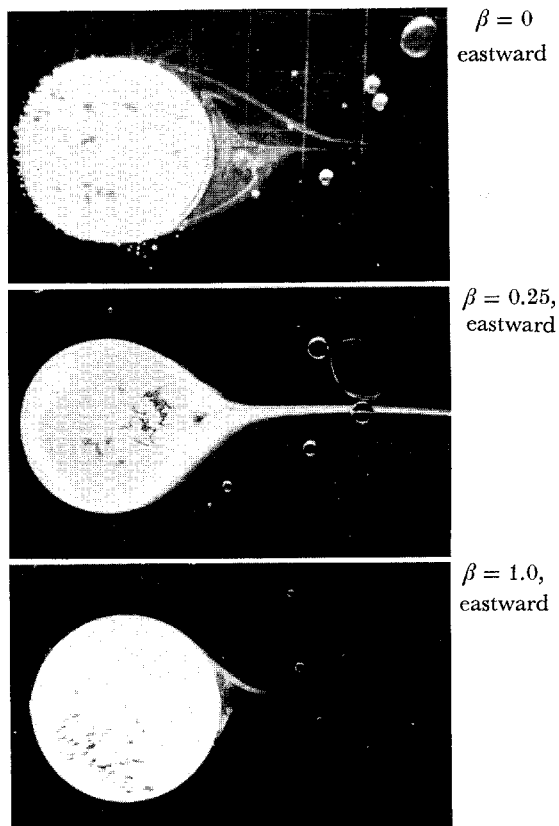 β = 0
eastward
β = 0.25,
eastward
β = 1.0,
eastward